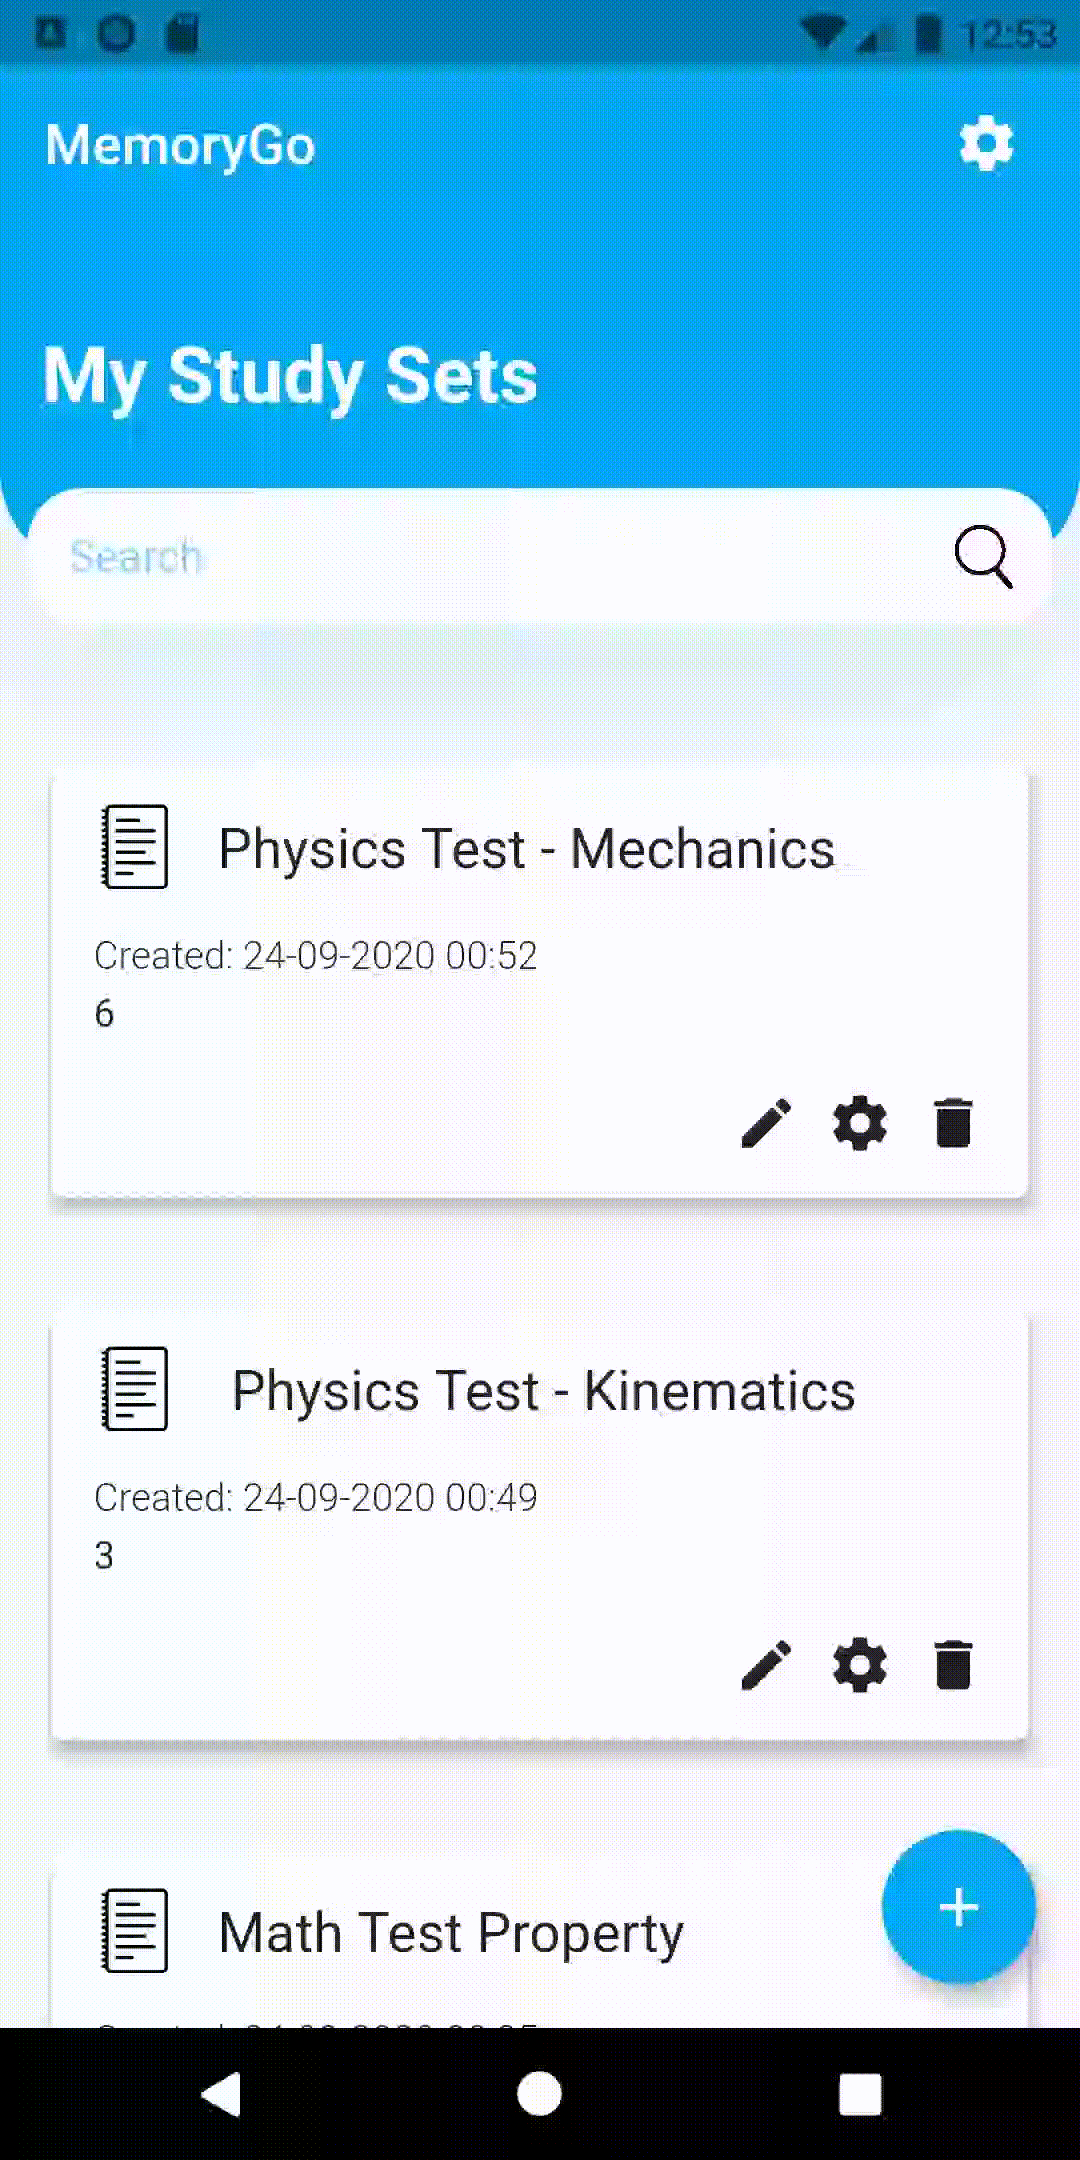 12:53
MemoryGo
My Study Sets
Search
Physics Test - Mechanics
Created: 24-09-2020 00:52
6
Physics Test - Kinematics
Created: 24-09-2020 00:49
3
Math Test Property